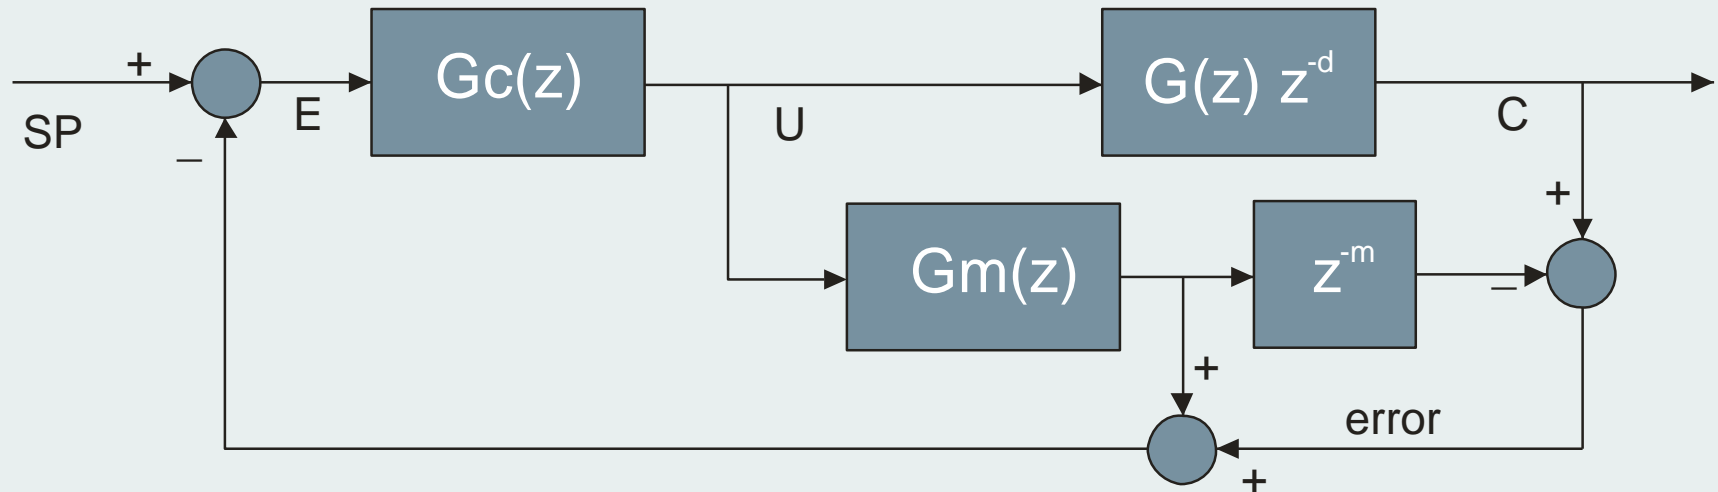 +
SP
–
E
Gc(z)
U
G(z) z⁻ᵈ
C
+
Gm(z)
z⁻ᵐ
–
+
error
+